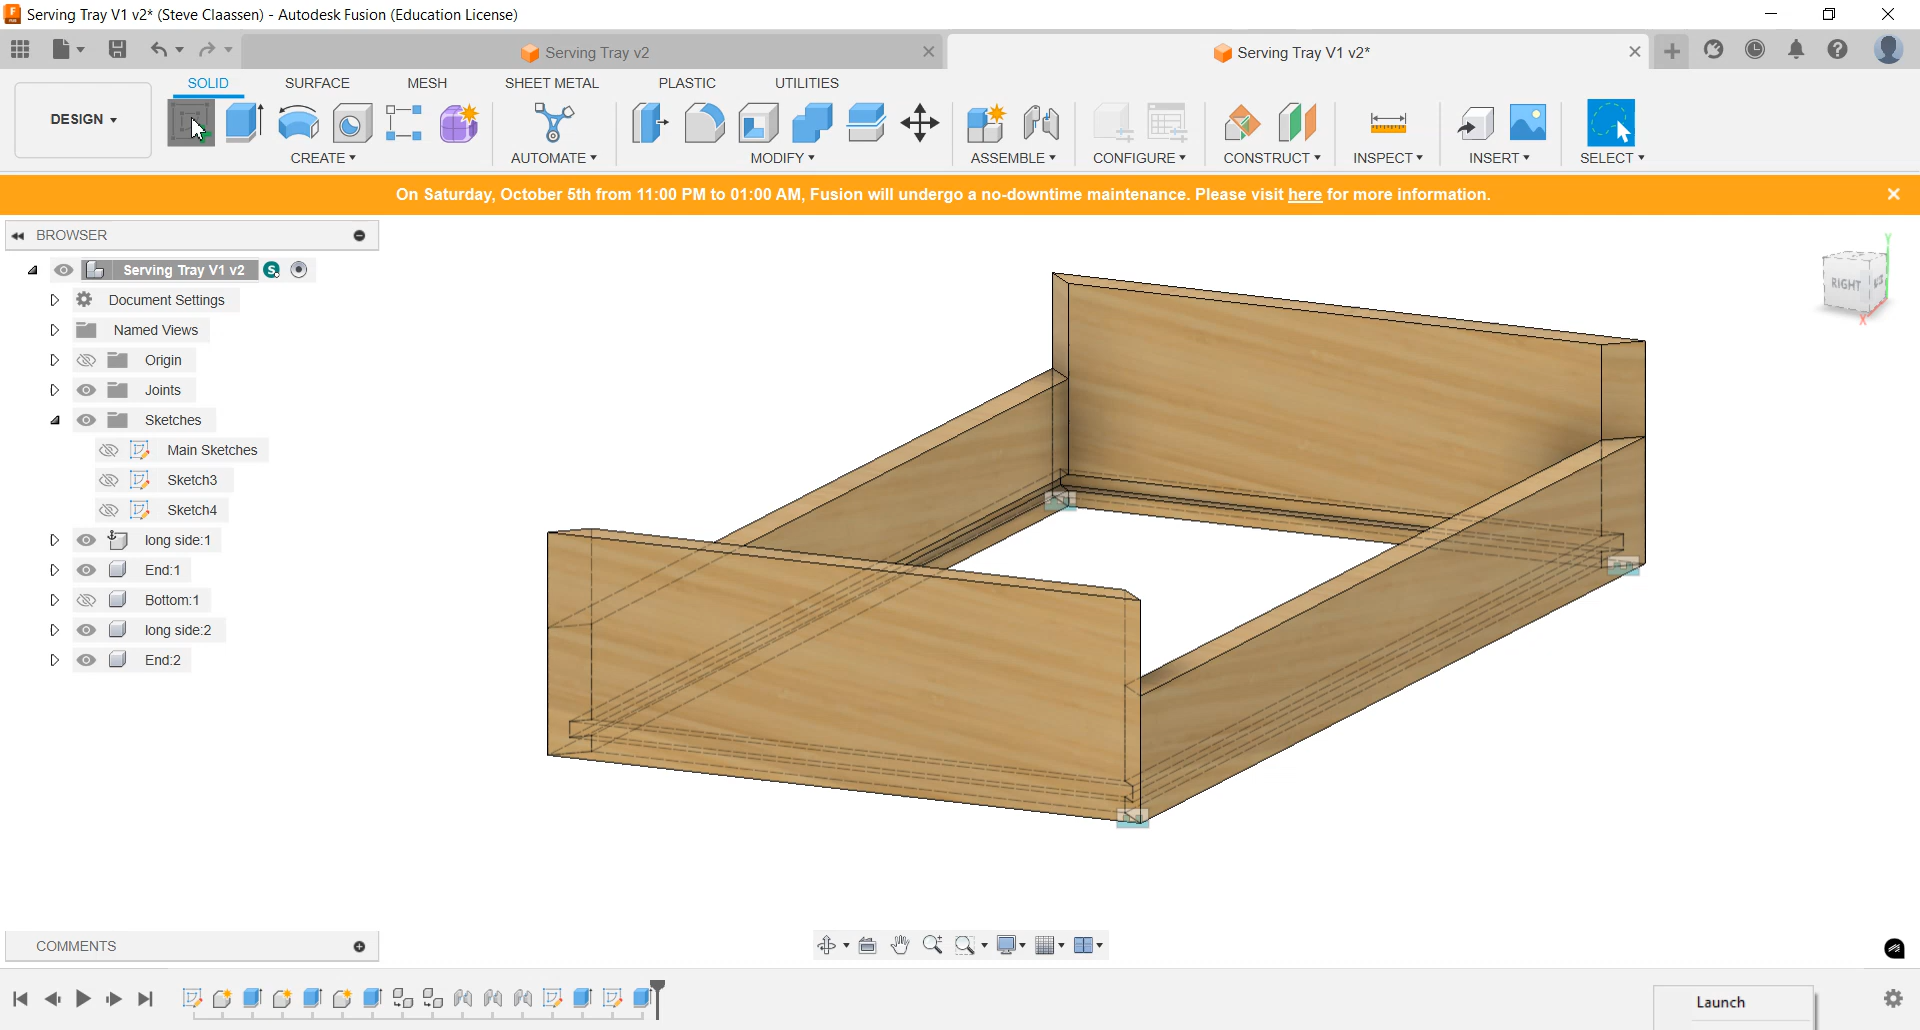 Serving Tray V1 v2* (Steve Claassen) - Autodesk Fusion (Education License)
Serving Tray v2
Serving Tray V1 v2*
SOLID
SURFACE
MESH
SHEET METAL
PLASTIC
UTILITIES
DESIGN
CREATE
AUTOMATE
MODIFY
ASSEMBLE
CONFIGURE
CONSTRUCT
INSPECT
INSERT
SELECT
On Saturday, October 5th from 11:00 PM to 01:00 AM, Fusion will undergo a no-downtime maintenance. Please visit here for more information.
BROWSER
Serving Tray V1 v2
S
Document Settings
Named Views
Origin
Joints
Sketches
Main Sketches
Sketch3
Sketch4
long side:1
End:1
Bottom:1
long side:2
End:2
Y
RIGHT
X
COMMENTS
Launch